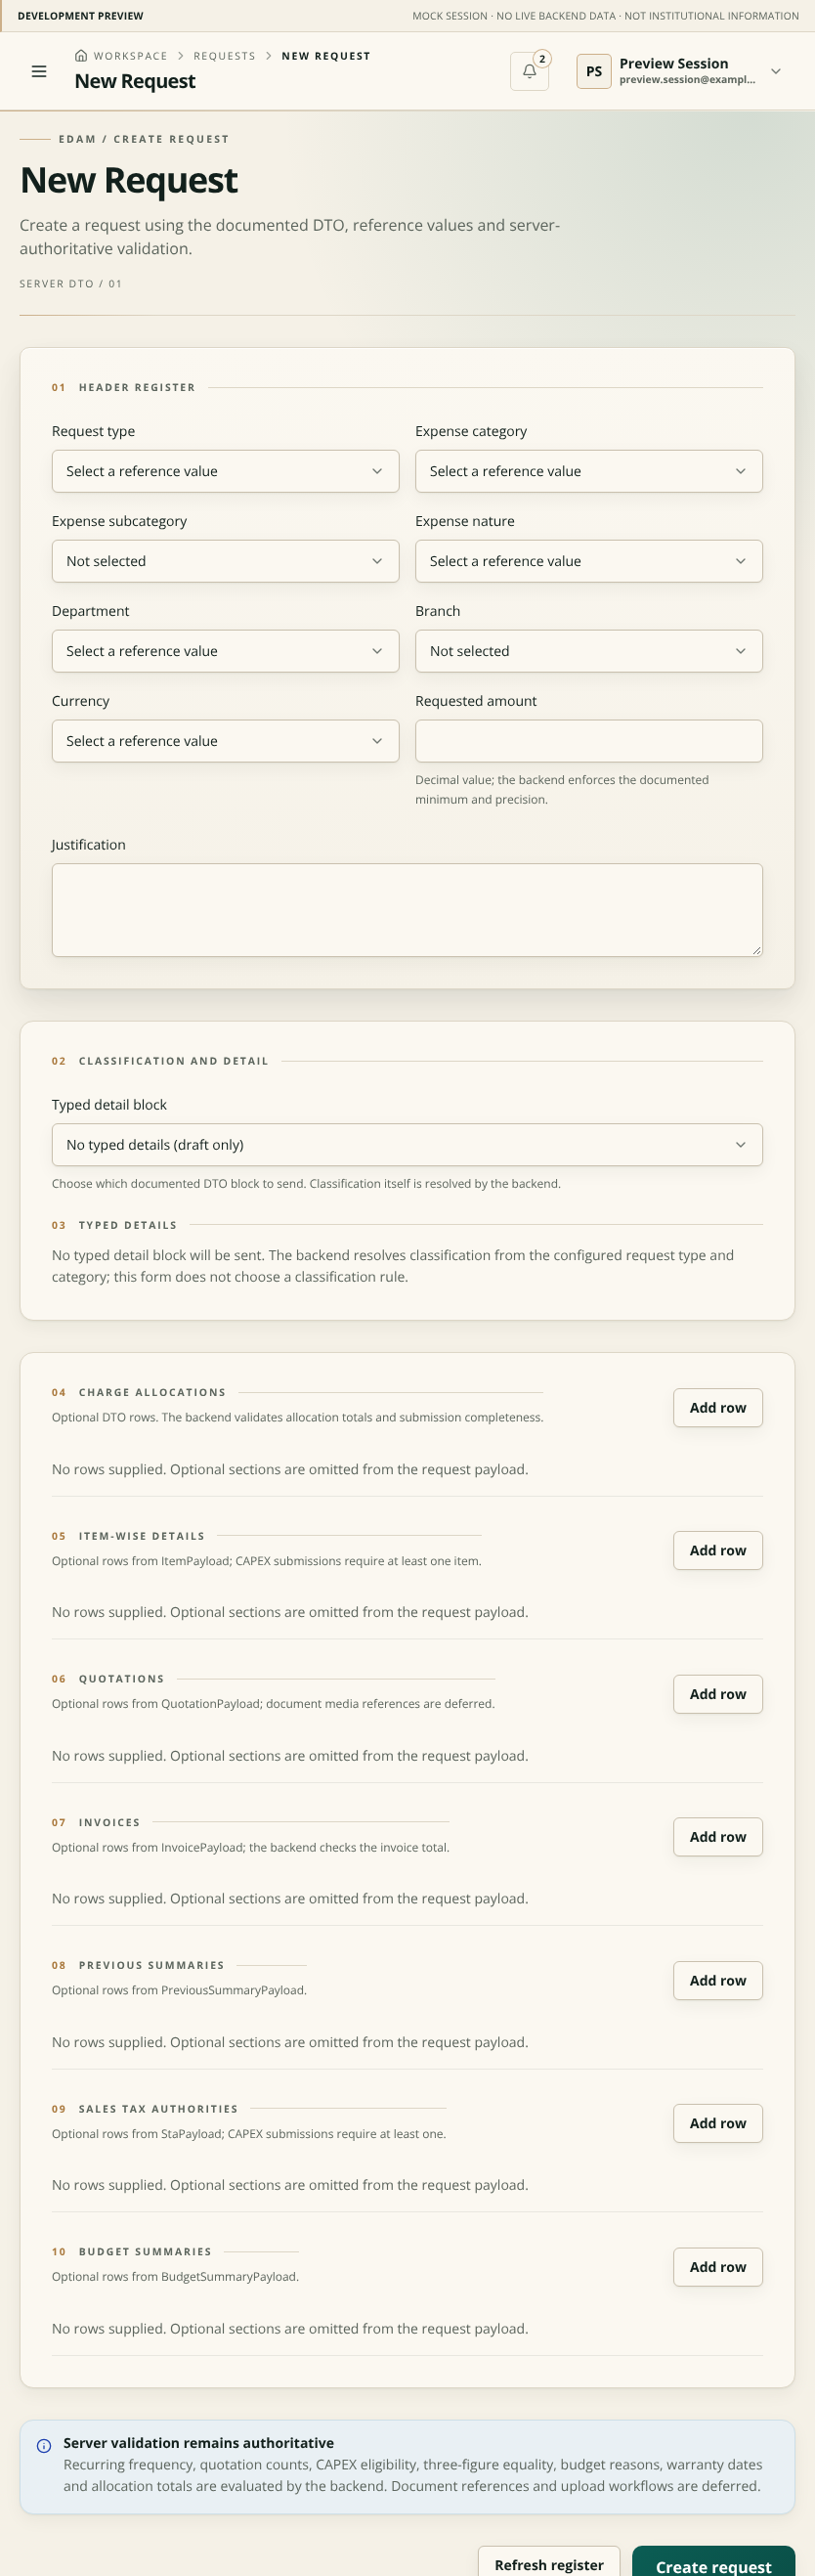 DEVELOPMENT PREVIEW
MOCK SESSION · NO LIVE BACKEND DATA · NOT INSTITUTIONAL INFORMATION
WORKSPACE > REQUESTS > NEW REQUEST
New Request
2
PS
Preview Session
preview.session@exampl...
EDAM / CREATE REQUEST
New Request
Create a request using the documented DTO, reference values and server-
authoritative validation.
SERVER DTO / 01
01 HEADER REGISTER
Request type
Select a reference value
Expense category
Select a reference value
Expense subcategory
Not selected
Expense nature
Select a reference value
Department
Select a reference value
Branch
Not selected
Currency
Select a reference value
Requested amount
Decimal value; the backend enforces the documented
minimum and precision.
Justification
02 CLASSIFICATION AND DETAIL
Typed detail block
No typed details (draft only)
Choose which documented DTO block to send. Classification itself is resolved by the backend.
03 TYPED DETAILS
No typed detail block will be sent. The backend resolves classification from the configured request type and
category; this form does not choose a classification rule.
04 CHARGE ALLOCATIONS
Optional DTO rows. The backend validates allocation totals and submission completeness.
Add row
No rows supplied. Optional sections are omitted from the request payload.
05 ITEM-WISE DETAILS
Optional rows from ItemPayload; CAPEX submissions require at least one item.
Add row
No rows supplied. Optional sections are omitted from the request payload.
06 QUOTATIONS
Optional rows from QuotationPayload; document media references are deferred.
Add row
No rows supplied. Optional sections are omitted from the request payload.
07 INVOICES
Optional rows from InvoicePayload; the backend checks the invoice total.
Add row
No rows supplied. Optional sections are omitted from the request payload.
08 PREVIOUS SUMMARIES
Optional rows from PreviousSummaryPayload.
Add row
No rows supplied. Optional sections are omitted from the request payload.
09 SALES TAX AUTHORITIES
Optional rows from StaPayload; CAPEX submissions require at least one.
Add row
No rows supplied. Optional sections are omitted from the request payload.
10 BUDGET SUMMARIES
Optional rows from BudgetSummaryPayload.
Add row
No rows supplied. Optional sections are omitted from the request payload.
Server validation remains authoritative
Recurring frequency, quotation counts, CAPEX eligibility, three-figure equality, budget reasons, warranty dates
and allocation totals are evaluated by the backend. Document references and upload workflows are deferred.
Refresh register
Create request